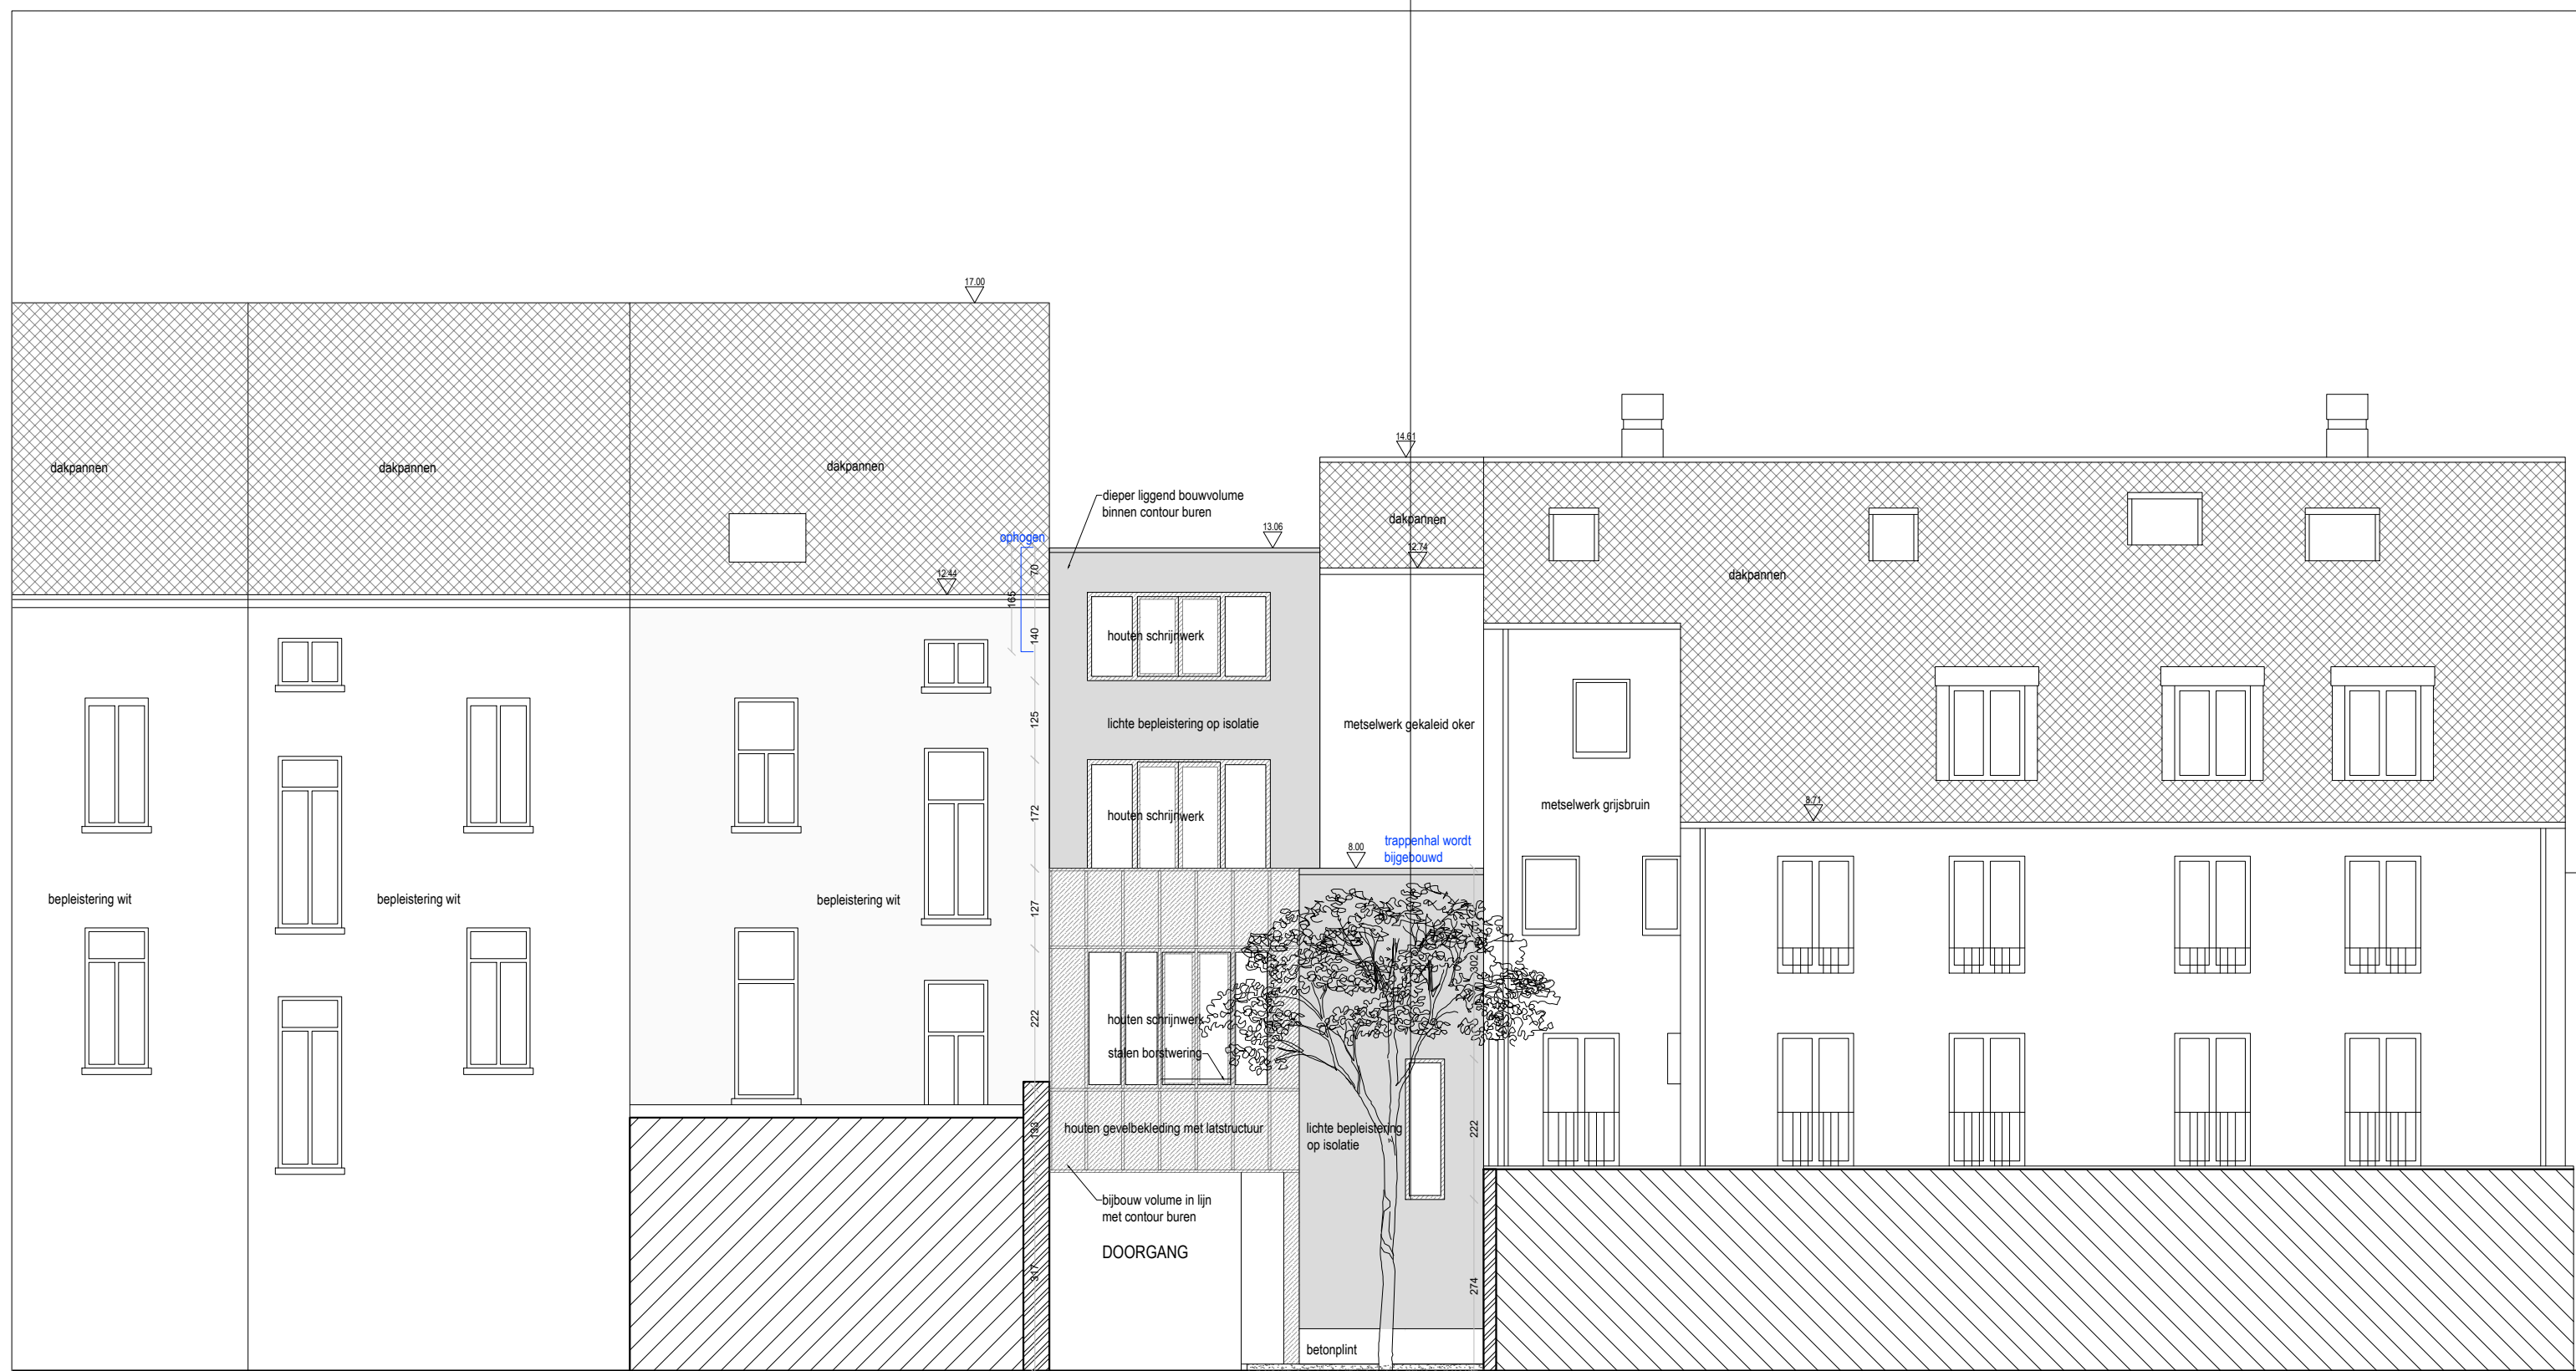 17.00
14.61
dakpannen
dakpannen
dakpannen
dieper liggend bouwvolume
binnen contour buren
dakpannen
13.06
ophogen
12.74
70
12.44
dakpannen
165
140
houten schrijnwerk
125
lichte bepleistering op isolatie
metselwerk gekaleid oker
172
houten schrijnwerk
metselwerk grijsbruin
8.71
8.00
trappenhal wordt
bijgebouwd
bepleistering wit
bepleistering wit
bepleistering wit
127
302
222
houten schrijnwerk
stalen borstwering
133
houten gevelbekleding met latstructuur
lichte bepleistering
op isolatie
222
bijbouw volume in lijn
met contour buren
DOORGANG
317
274
betonplint